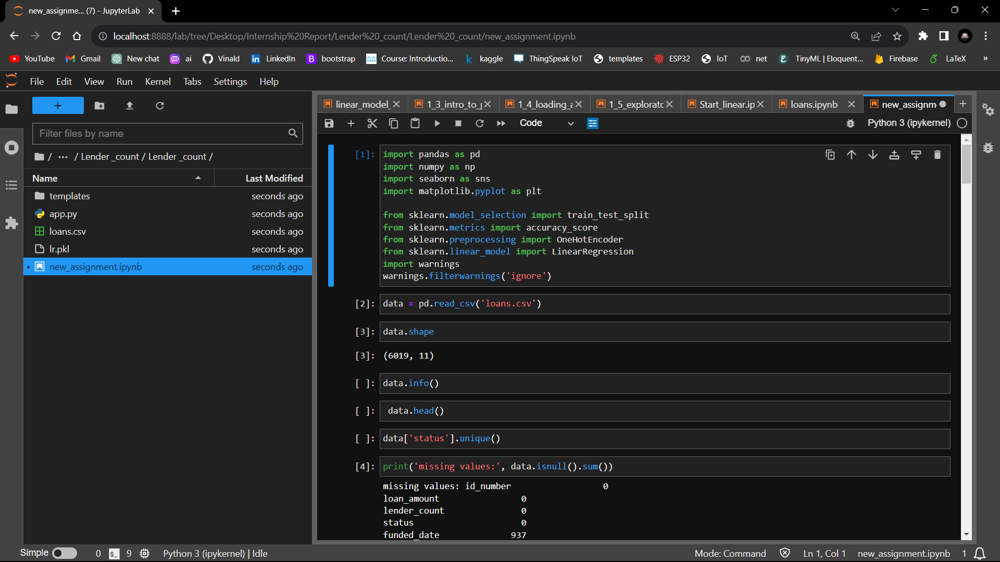 new_assignme... (7) - JupyterLab
localhost:8888/lab/tree/Desktop/Internship%20Report/Lender%20_count/Lender%20_count/new_assignment.ipynb
YouTube Gmail New chat ai Vinald LinkedIn bootstrap Course: Introductio... kaggle ThingSpeak IoT templates ESP32 IoT net TinyML | Eloquent... Firebase LaTeX »
File Edit View Run Kernel Tabs Settings Help
linear_model_ 1_3_intro_to_ 1_4_loading_ 1_5_explorato Start_linear.ip loans.ipynb new_assignm
Code Python 3 (ipykernel)
Filter files by name
/ ... / Lender _count / Lender _count /
Name Last Modified
templates seconds ago
app.py seconds ago
loans.csv seconds ago
lr.pkl seconds ago
new_assignment.ipynb seconds ago
[1]: import pandas as pd
import numpy as np
import seaborn as sns
import matplotlib.pyplot as plt
from sklearn.model_selection import train_test_split
from sklearn.metrics import accuracy_score
from sklearn.preprocessing import OneHotEncoder
from sklearn.linear_model import LinearRegression
import warnings
warnings.filterwarnings('ignore')
[2]: data = pd.read_csv('loans.csv')
[3]: data.shape
[3]: (6019, 11)
[ ]: data.info()
[ ]: data.head()
[ ]: data['status'].unique()
[4]: print('missing values:', data.isnull().sum())
missing values: id_number 0
loan_amount 0
lender_count 0
status 0
funded_date 937
Simple 0 $_ 9 Python 3 (ipykernel) | Idle Mode: Command Ln 1, Col 1 new_assignment.ipynb 1